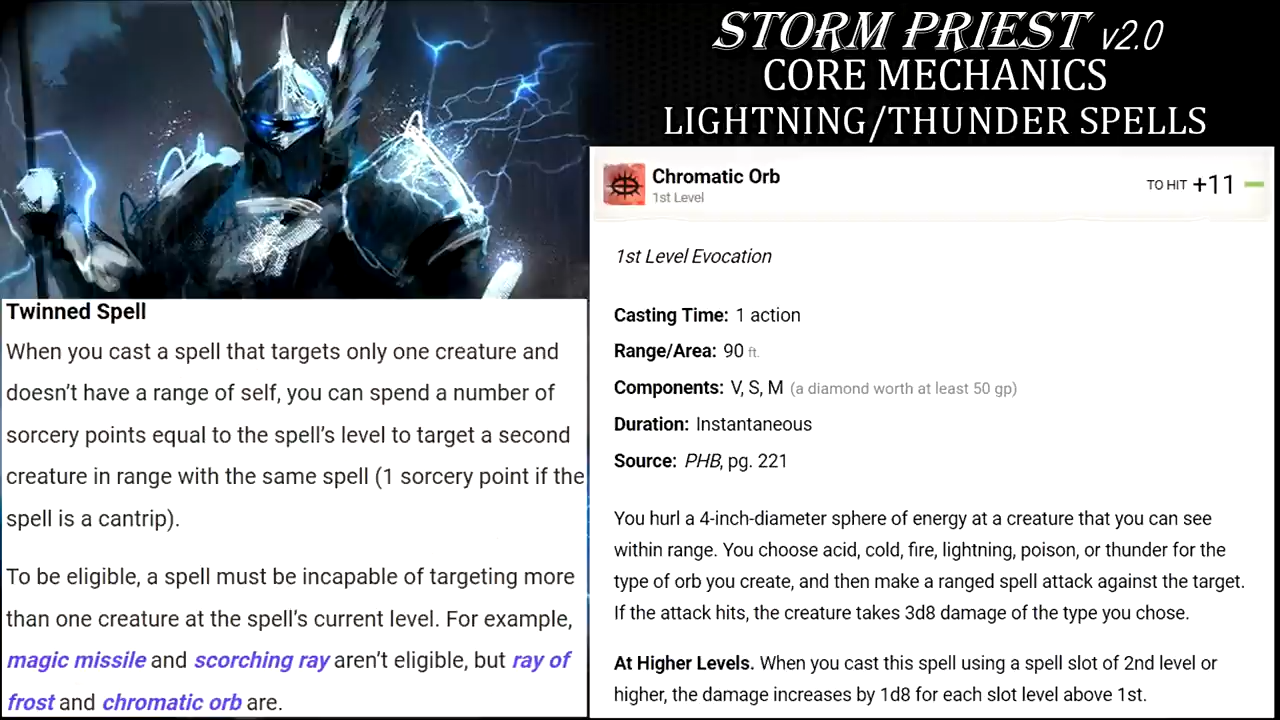 STORM PRIEST v2.0
CORE MECHANICS
LIGHTNING/THUNDER SPELLS
Twinned Spell
When you cast a spell that targets only one creature and
doesn’t have a range of self, you can spend a number of
sorcery points equal to the spell’s level to target a second
creature in range with the same spell (1 sorcery point if the
spell is a cantrip).
To be eligible, a spell must be incapable of targeting more
than one creature at the spell’s current level. For example,
magic missile and scorching ray aren’t eligible, but ray of
frost and chromatic orb are.
Chromatic Orb
1st Level
TO HIT +11
1st Level Evocation
Casting Time: 1 action
Range/Area: 90 ft.
Components: V, S, M (a diamond worth at least 50 gp)
Duration: Instantaneous
Source: PHB, pg. 221
You hurl a 4-inch-diameter sphere of energy at a creature that you can see
within range. You choose acid, cold, fire, lightning, poison, or thunder for the
type of orb you create, and then make a ranged spell attack against the target.
If the attack hits, the creature takes 3d8 damage of the type you chose.
At Higher Levels. When you cast this spell using a spell slot of 2nd level or
higher, the damage increases by 1d8 for each slot level above 1st.